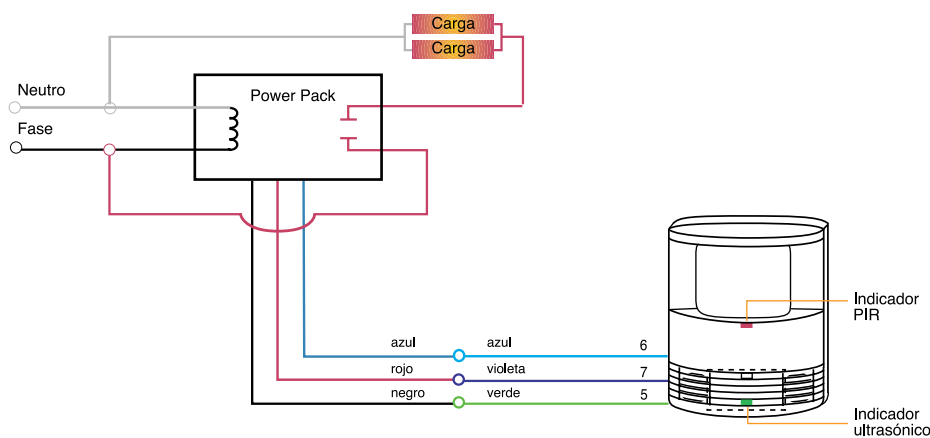 Carga
Carga
Neutro
Power Pack
Fase
Indicador
PIR
azul azul 6
rojo violeta 7
negro verde 5
Indicador
ultrasónico